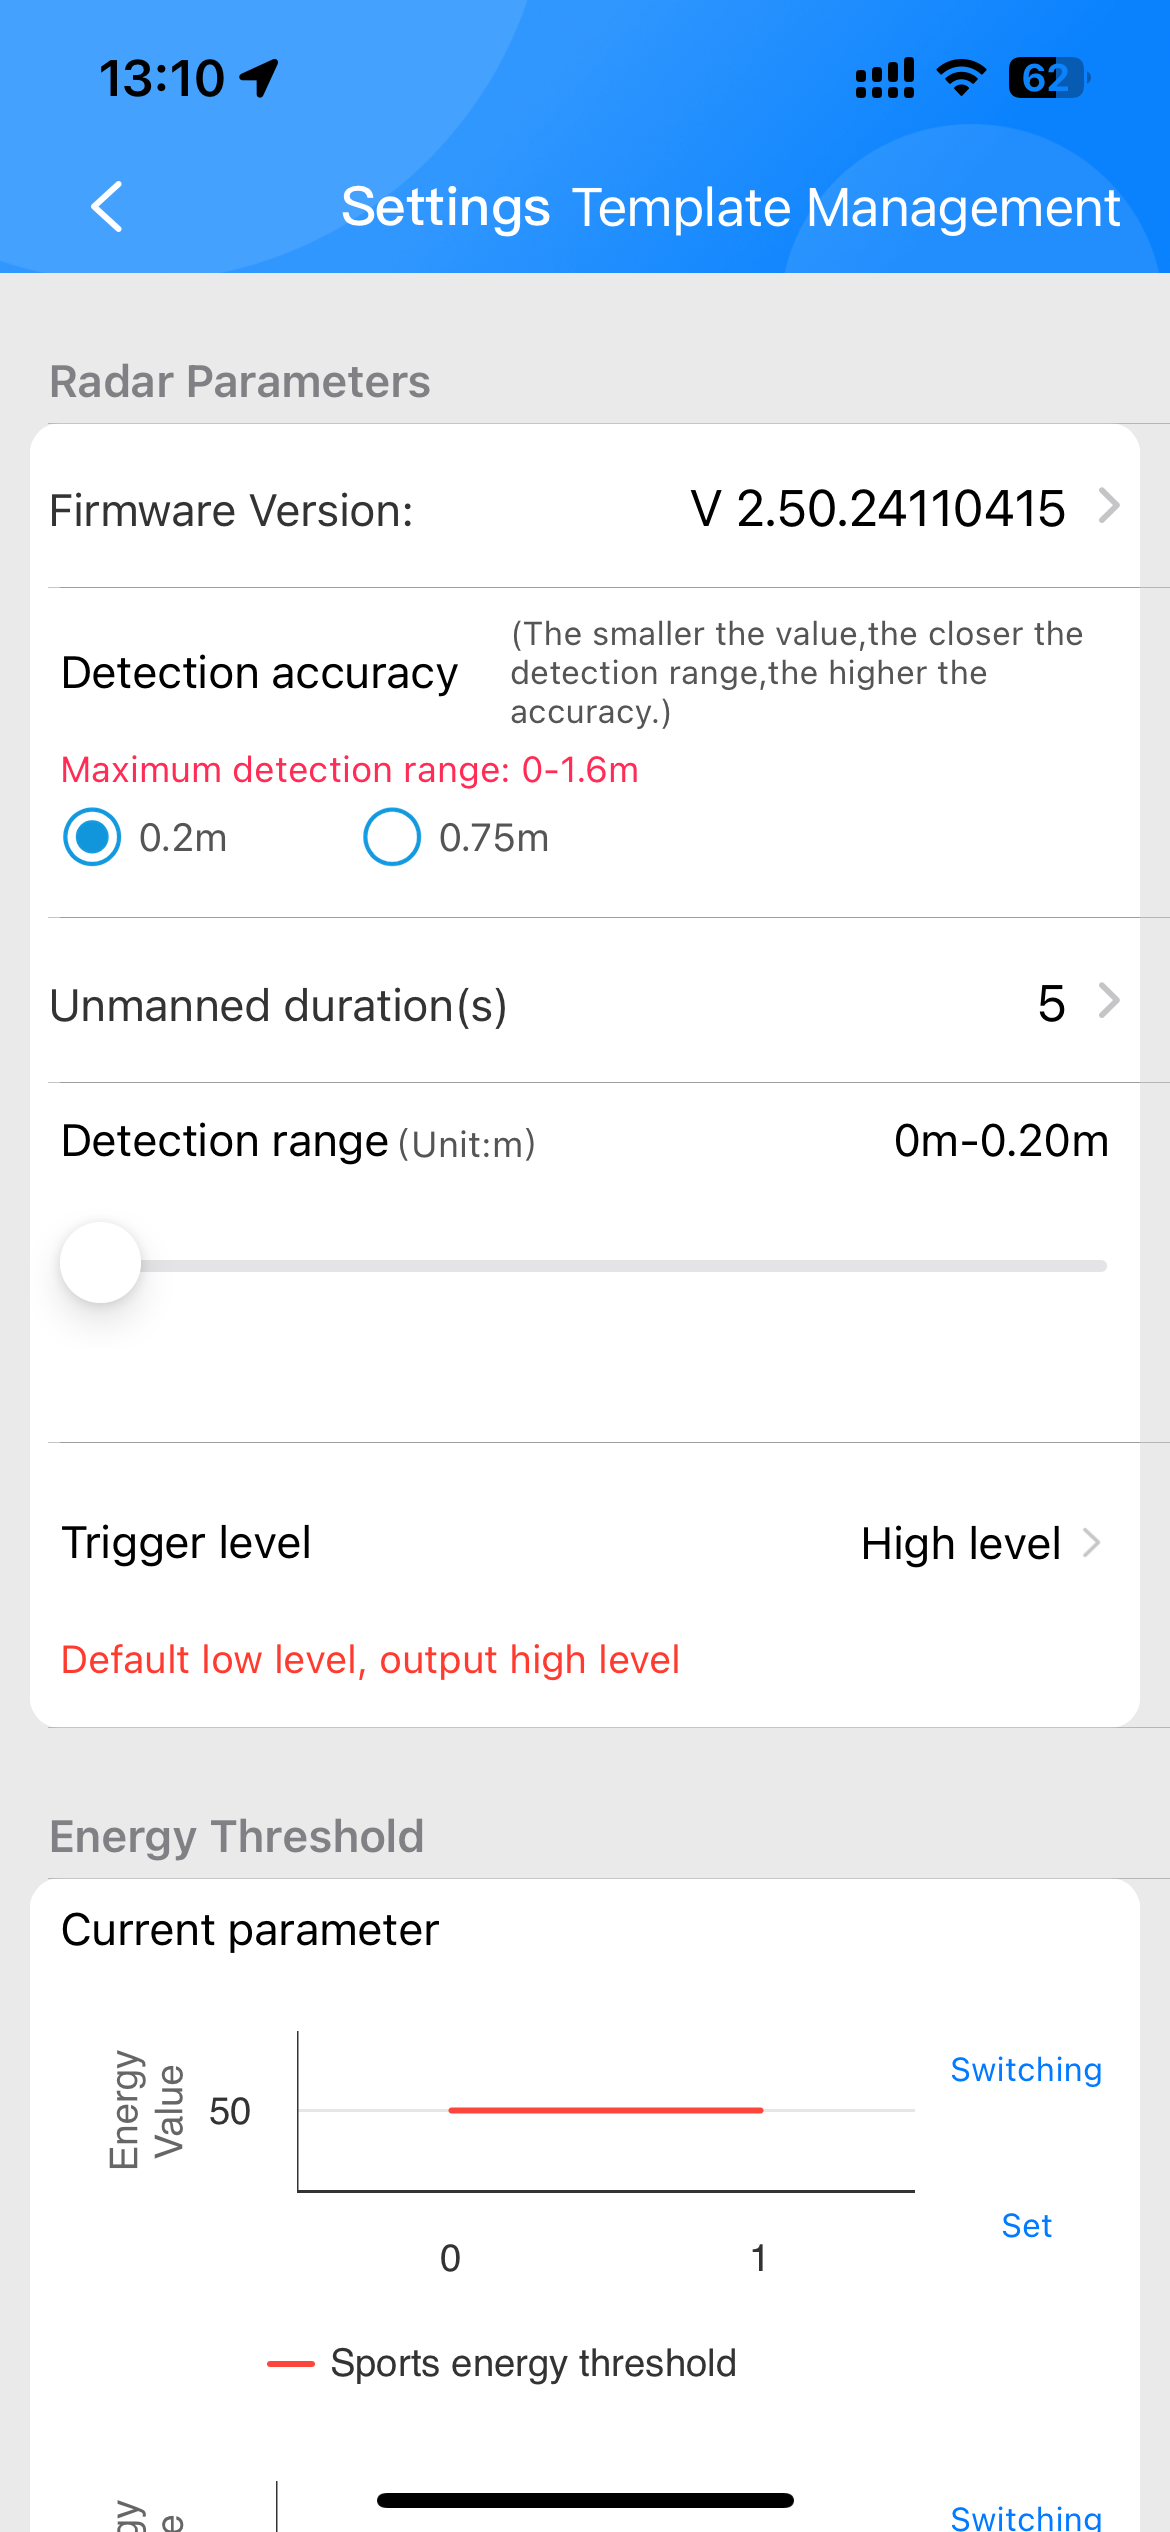 13:10
62
Settings Template Management
Radar Parameters
Firmware Version: V 2.50.24110415
Detection accuracy
(The smaller the value,the closer the
detection range,the higher the
accuracy.)
Maximum detection range: 0-1.6m
0.2m 0.75m
Unmanned duration(s) 5
Detection range (Unit:m) 0m-0.20m
Trigger level High level
Default low level, output high level
Energy Threshold
Current parameter
Energy
Value
50
Switching
Set
0 1
Sports energy threshold
gy
e
Switching